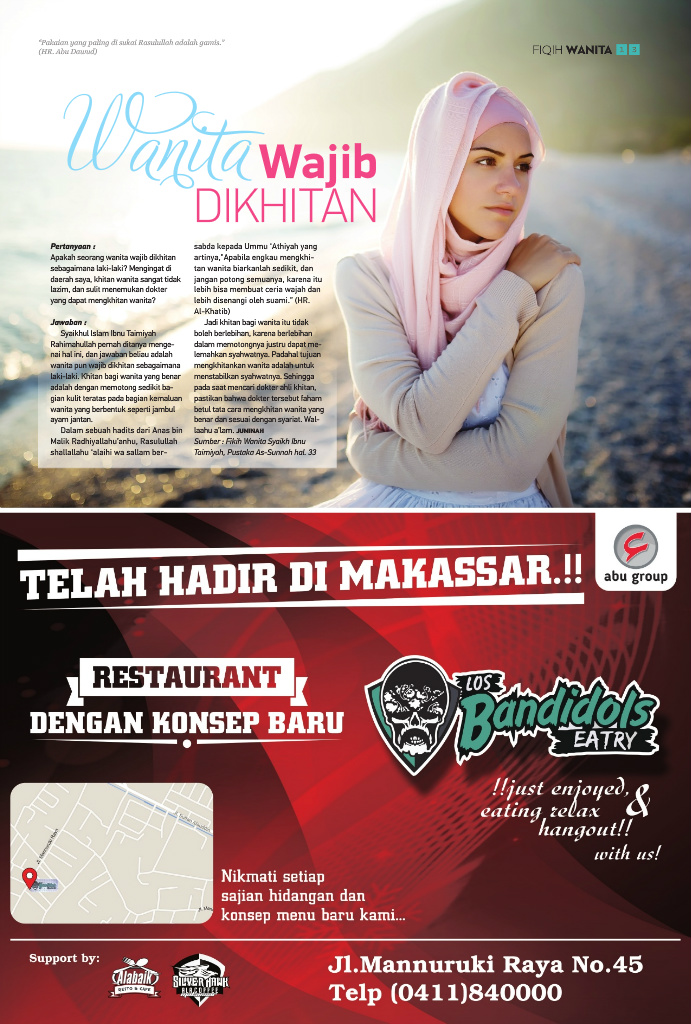 "Pakaian yang paling di sukai Rasulullah adalah gamis."
(HR. Abu Daund)
FIQIH WANITA 13
Wanita Wajib
DIKHITAN
Pertanyaan :
Apakah seorang wanita wajib dikhitan
sebagaimana laki-laki? Mengingat di
daerah saya, khitan wanita sangat tidak
lazim, dan sulit menemukan dokter
yang dapat mengkhitan wanita?
Jawaban :
Syaikhul Islam Ibnu Taimiyah
Rahimahullah pernah ditanya menge-
nai hal ini, dan jawaban beliau adalah
wanita pun wajib dikhitan sebagaimana
laki-laki. Khitan bagi wanita yang benar
adalah dengan memotong sedikit ba-
gian kulit teratas pada bagian kemaluan
wanita yang berbentuk seperti jambul
ayam jantan.
Dalam sebuah hadits dari Anas bin
Malik Radhiyallahu'anhu, Rasulullah
shallallahu 'alaihi wa sallam ber-
sabda kepada Ummu 'Athiyah yang
artinya,"Apabila engkau mengkhi-
tan wanita biarkanlah sedikit, dan
jangan potong semuanya, karena itu
lebih bisa membuat ceria wajah dan
lebih disenangi oleh suami." (HR.
Al-Khatib)
Jadi khitan bagi wanita itu tidak
boleh berlebihan, karena berlebihan
dalam memotongnya justru dapat me-
lemahkan syahwatnya. Padahal tujuan
mengkhitankan wanita adalah untuk
menstabilkan syahwatnya. Sehingga
pada saat mencari dokter ahli khitan,
pastikan bahwa dokter tersebut faham
betul tata cara mengkhitan wanita yang
benar dan sesuai dengan syariat. Wal-
laahu a'lam. JUNINAH
Sumber : Fikih Wanita Syaikh Ibnu
Taimiyah, Pustaka As-Sunnah hal. 33
TELAH HADIR DI MAKASSAR.!!
abu group
RESTAURANT
DENGAN KONSEP BARU
LOS
Bandidols
EATRY
!!just enjoyed,
eating relax &
hangout!!
with us!
Nikmati setiap
sajian hidangan dan
konsep menu baru kami...
Support by:
Alabaik
RESTO & CAFE
SILVER HAWK
Jl.Mannuruki Raya No.45
Telp (0411)840000